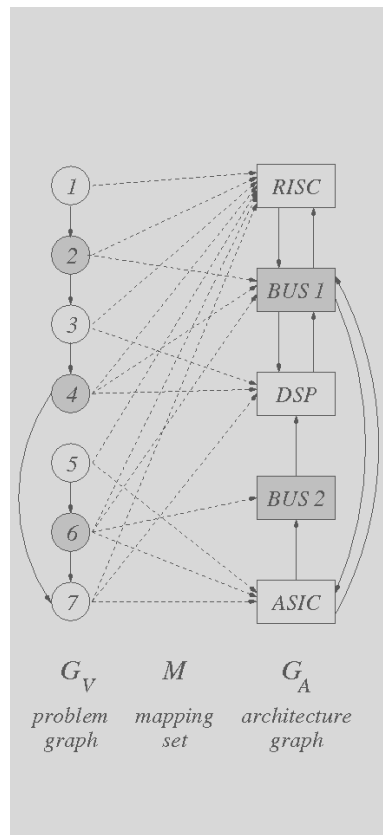 1 RISC
2
BUS 1
3
4 DSP
5
BUS 2
6
7 ASIC
G_V M G_A
problem mapping architecture
graph set graph